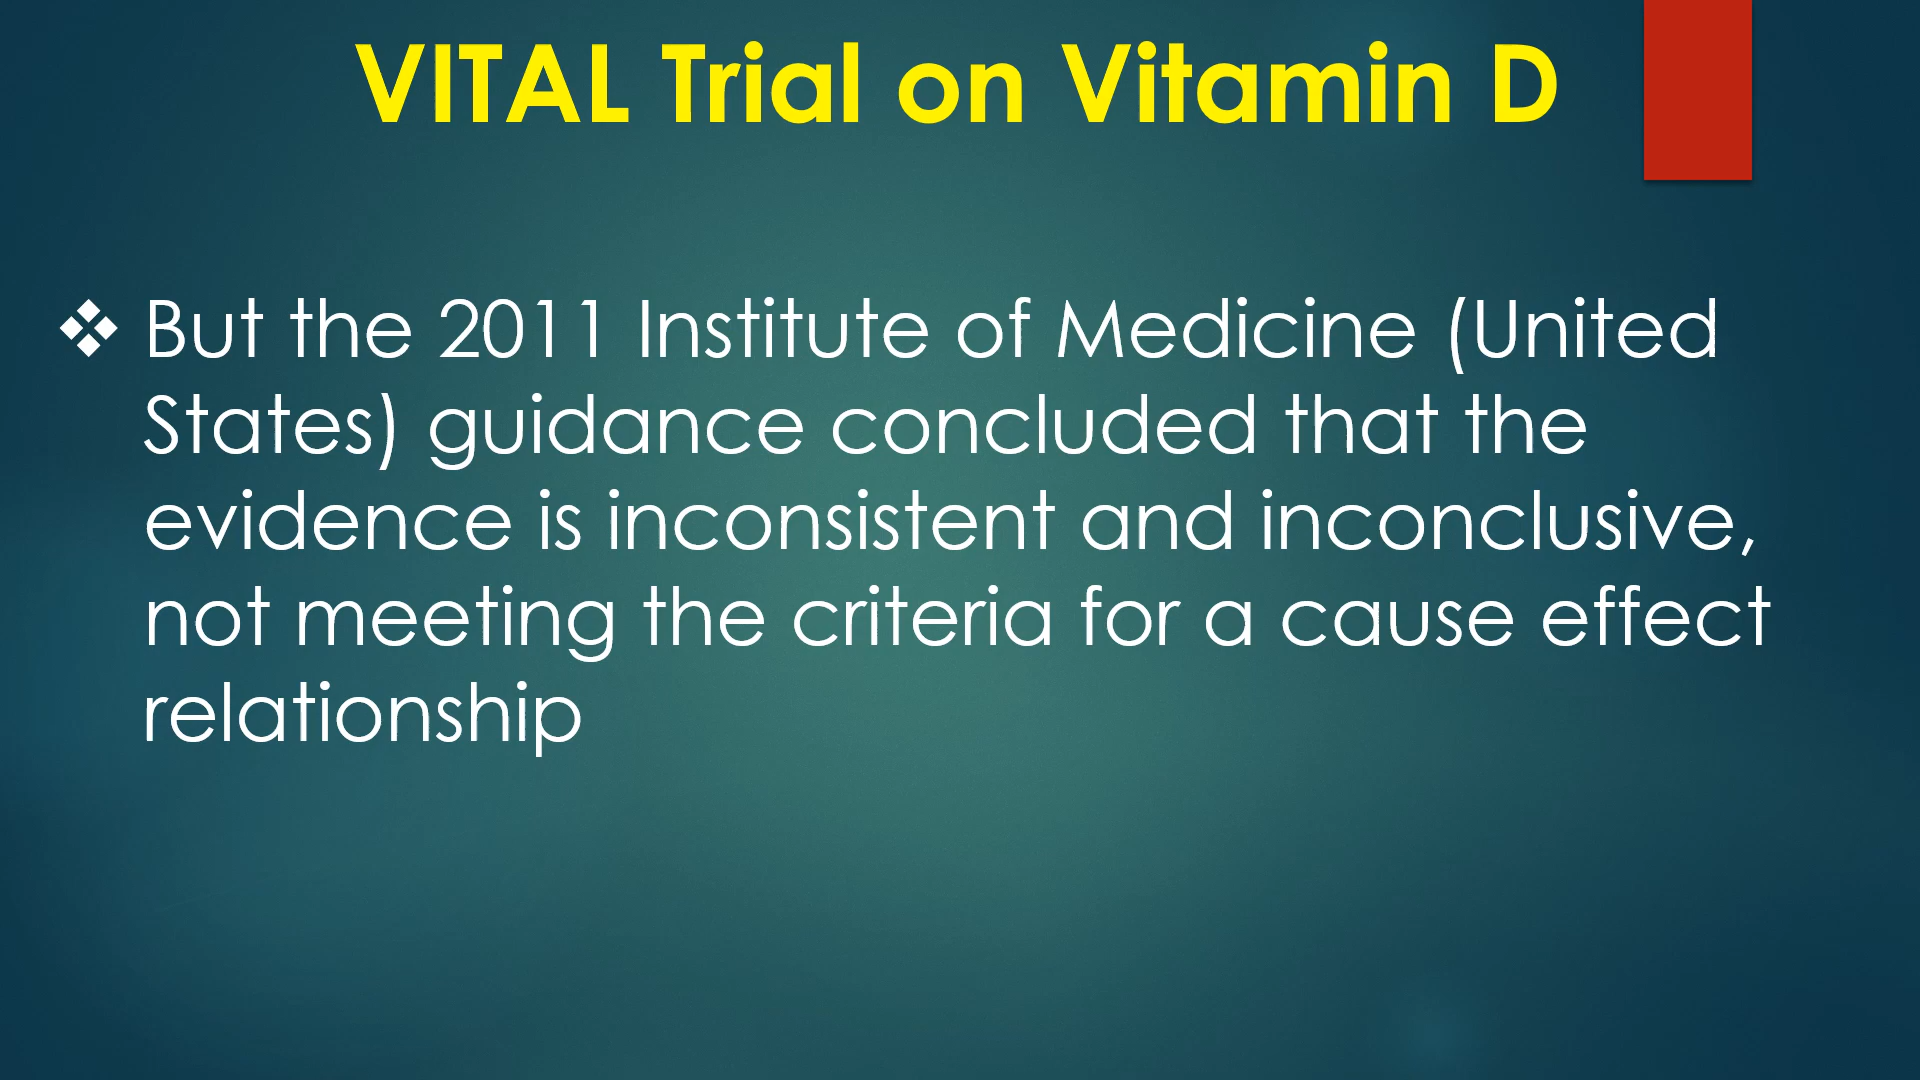 VITAL Trial on Vitamin D
❖ But the 2011 Institute of Medicine (United
States) guidance concluded that the
evidence is inconsistent and inconclusive,
not meeting the criteria for a cause effect
relationship